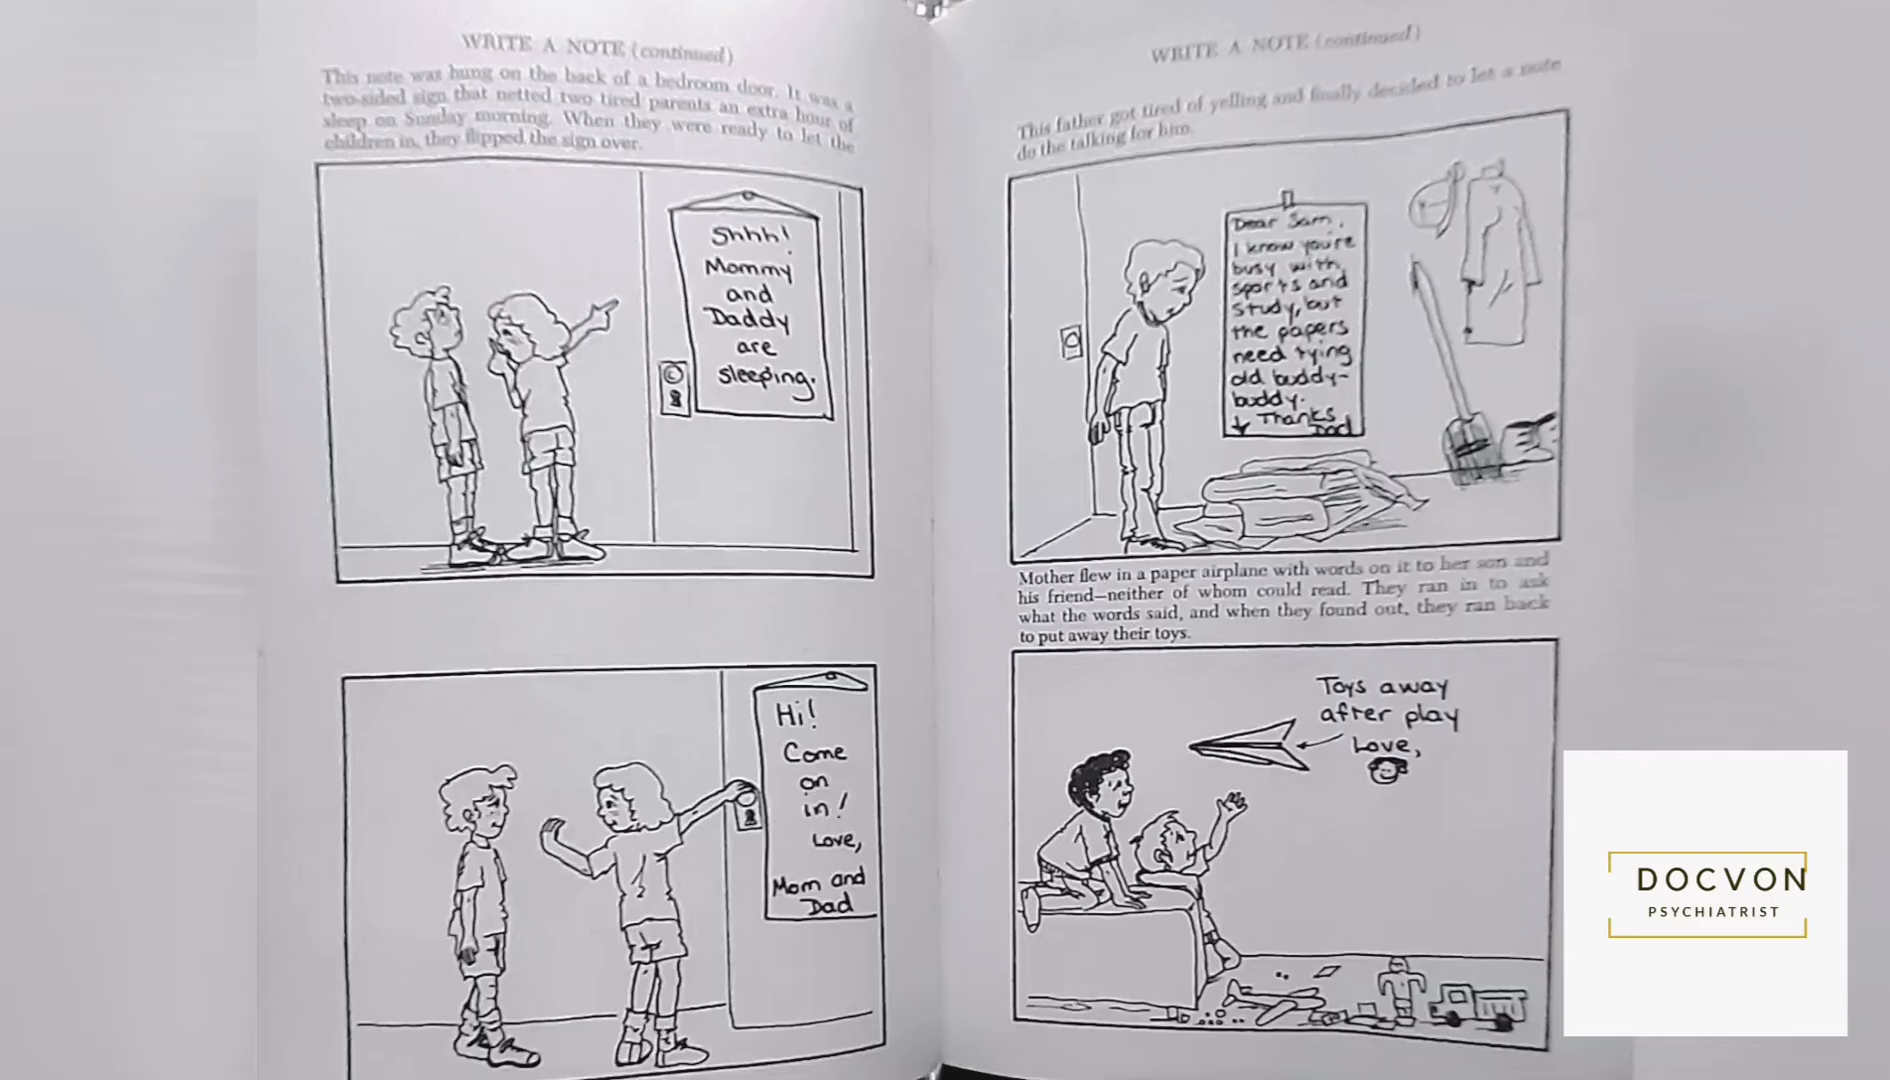 WRITE A NOTE (continued)
This note was hung on the back of a bedroom door. It was a
two-sided sign that netted two tired parents an extra hour of
sleep on Sunday morning. When they were ready to let the
children in, they flipped the sign over.
Shhh!
Mommy
and
Daddy
are
sleeping.
Hi!
Come
on
in!
Love,
Mom and
Dad
WRITE A NOTE (continued)
This father got tired of yelling and finally decided to let a note
do the talking for him.
Dear Sam,
I know you're
busy with
sports and
study, but
the papers
need tying
old buddy-
buddy.
Thanks
Dad
Mother flew in a paper airplane with words on it to her son and
his friend—neither of whom could read. They ran in to ask
what the words said, and when they found out, they ran back
to put away their toys.
Toys away
after play
Love,
DOCVON
PSYCHIATRIST